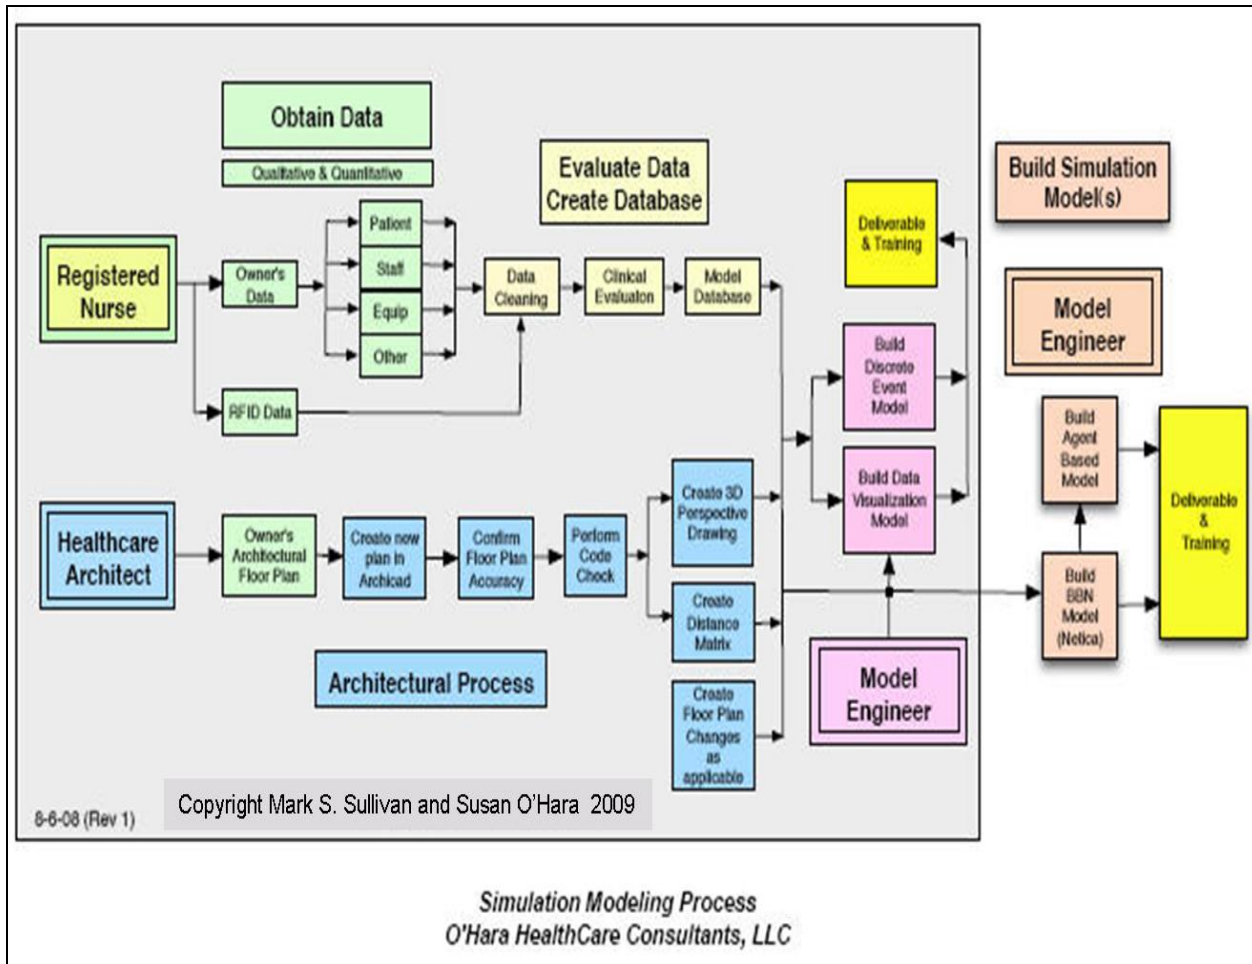 Obtain Data
Qualitative & Quantitative
Evaluate Data
Create Database
Build Simulation
Model(s)
Registered
Nurse
Owner's
Data
Patient
Staff
Equip
Other
Data
Cleaning
Clinical
Evaluaton
Model
Database
RFID Data
Deliverable
& Training
Model
Engineer
Build
Discrete
Event
Model
Build Data
Visualization
Model
Build
Agent
Based
Model
Build
BBN
Model
(Netica)
Deliverable
&
Training
Healthcare
Architect
Owner's
Architectural
Floor Plan
Create new
plan in
Archicad
Confirm
Floor Plan
Accuracy
Perform
Code
Check
Create 3D
Perspective
Drawing
Create
Distance
Matrix
Create
Floor Plan
Changes
as
applicable
Architectural Process
Model
Engineer
Copyright Mark S. Sullivan and Susan O'Hara 2009
8-6-08 (Rev 1)
Simulation Modeling Process
O'Hara HealthCare Consultants, LLC